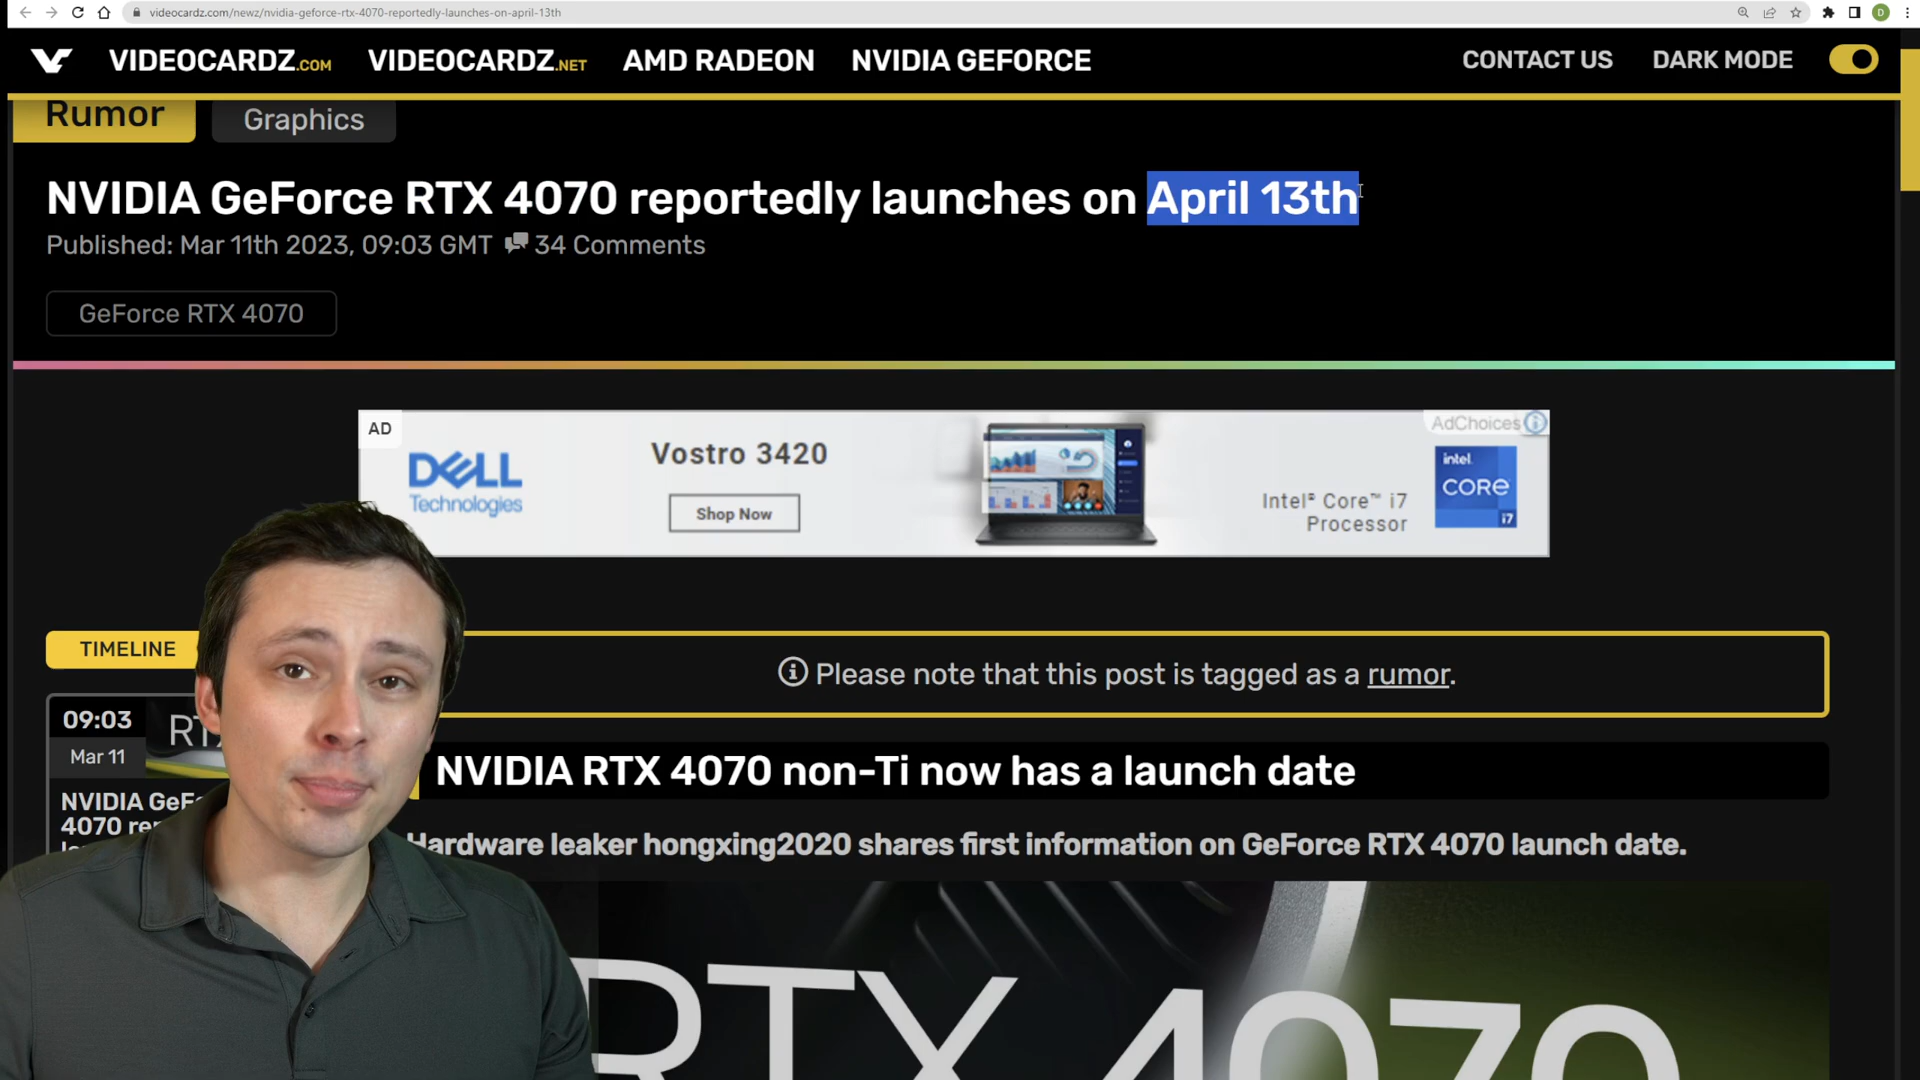 videocardz.com/newz/nvidia-geforce-rtx-4070-reportedly-launches-on-april-13th
D
VIDEOCARDZ.COM VIDEOCARDZ.NET AMD RADEON NVIDIA GEFORCE CONTACT US DARK MODE
Rumor Graphics
NVIDIA GeForce RTX 4070 reportedly launches on April 13th
Published: Mar 11th 2023, 09:03 GMT 34 Comments
GeForce RTX 4070
AD
AdChoices
DELL
Technologies
Vostro 3420
Shop Now
Intel® Core™ i7
Processor
intel
CORE
i7
TIMELINE
Please note that this post is tagged as a rumor.
09:03
Mar 11
RTX
NVIDIA GeF
4070 rep
NVIDIA RTX 4070 non-Ti now has a launch date
Hardware leaker hongxing2020 shares first information on GeForce RTX 4070 launch date.
RTX 4070